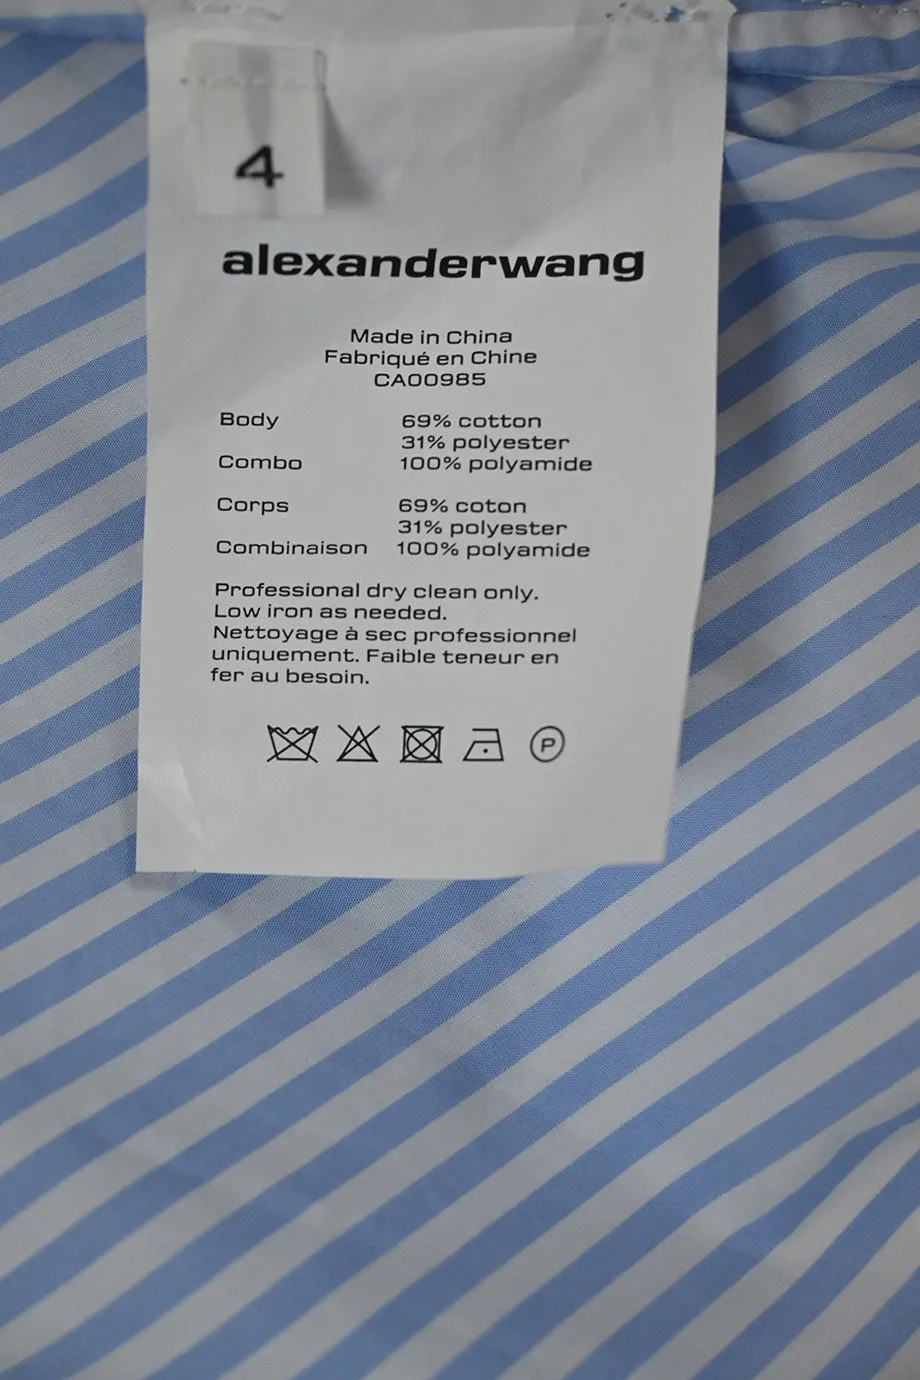 4
alexanderwang
Made in China
Fabriqué en Chine
CA00985
Body 69% cotton
31% polyester
Combo 100% polyamide
Corps 69% coton
31% polyester
Combinaison 100% polyamide
Professional dry clean only.
Low iron as needed.
Nettoyage à sec professionnel
uniquement. Faible teneur en
fer au besoin.
P